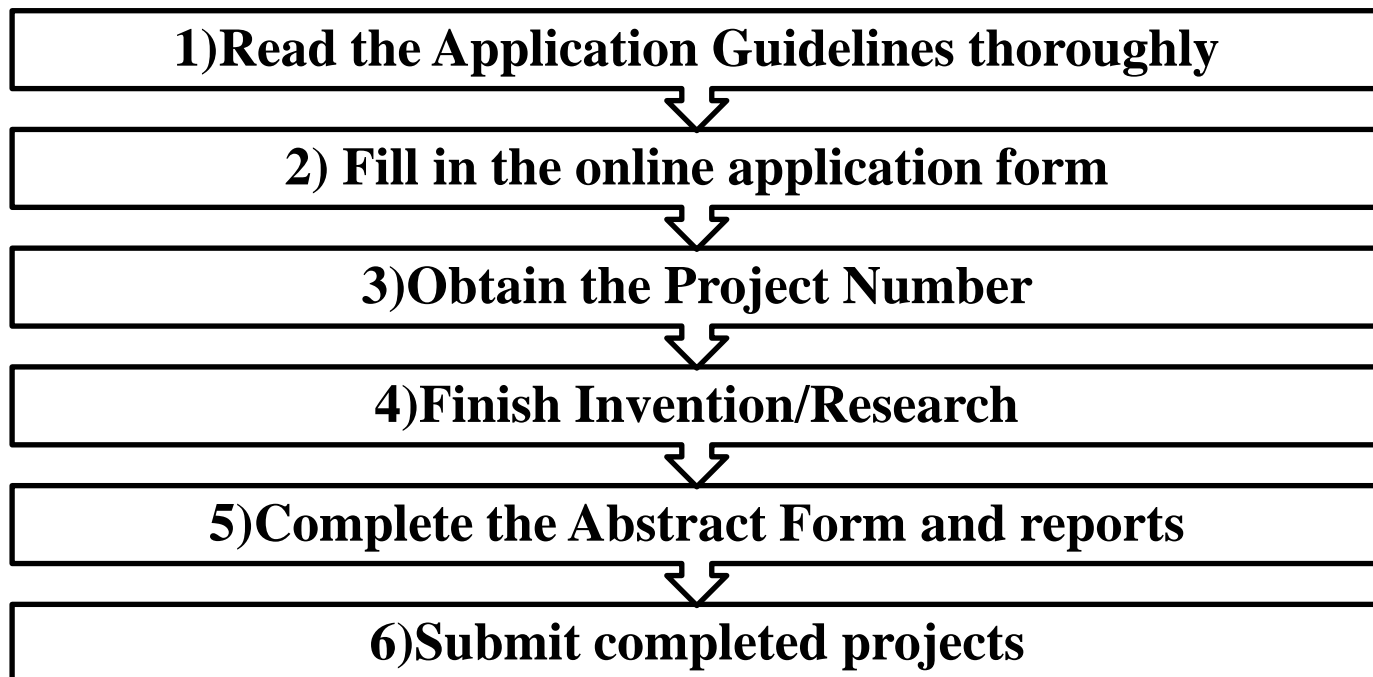 1)Read the Application Guidelines thoroughly
2) Fill in the online application form
3)Obtain the Project Number
4)Finish Invention/Research
5)Complete the Abstract Form and reports
6)Submit completed projects